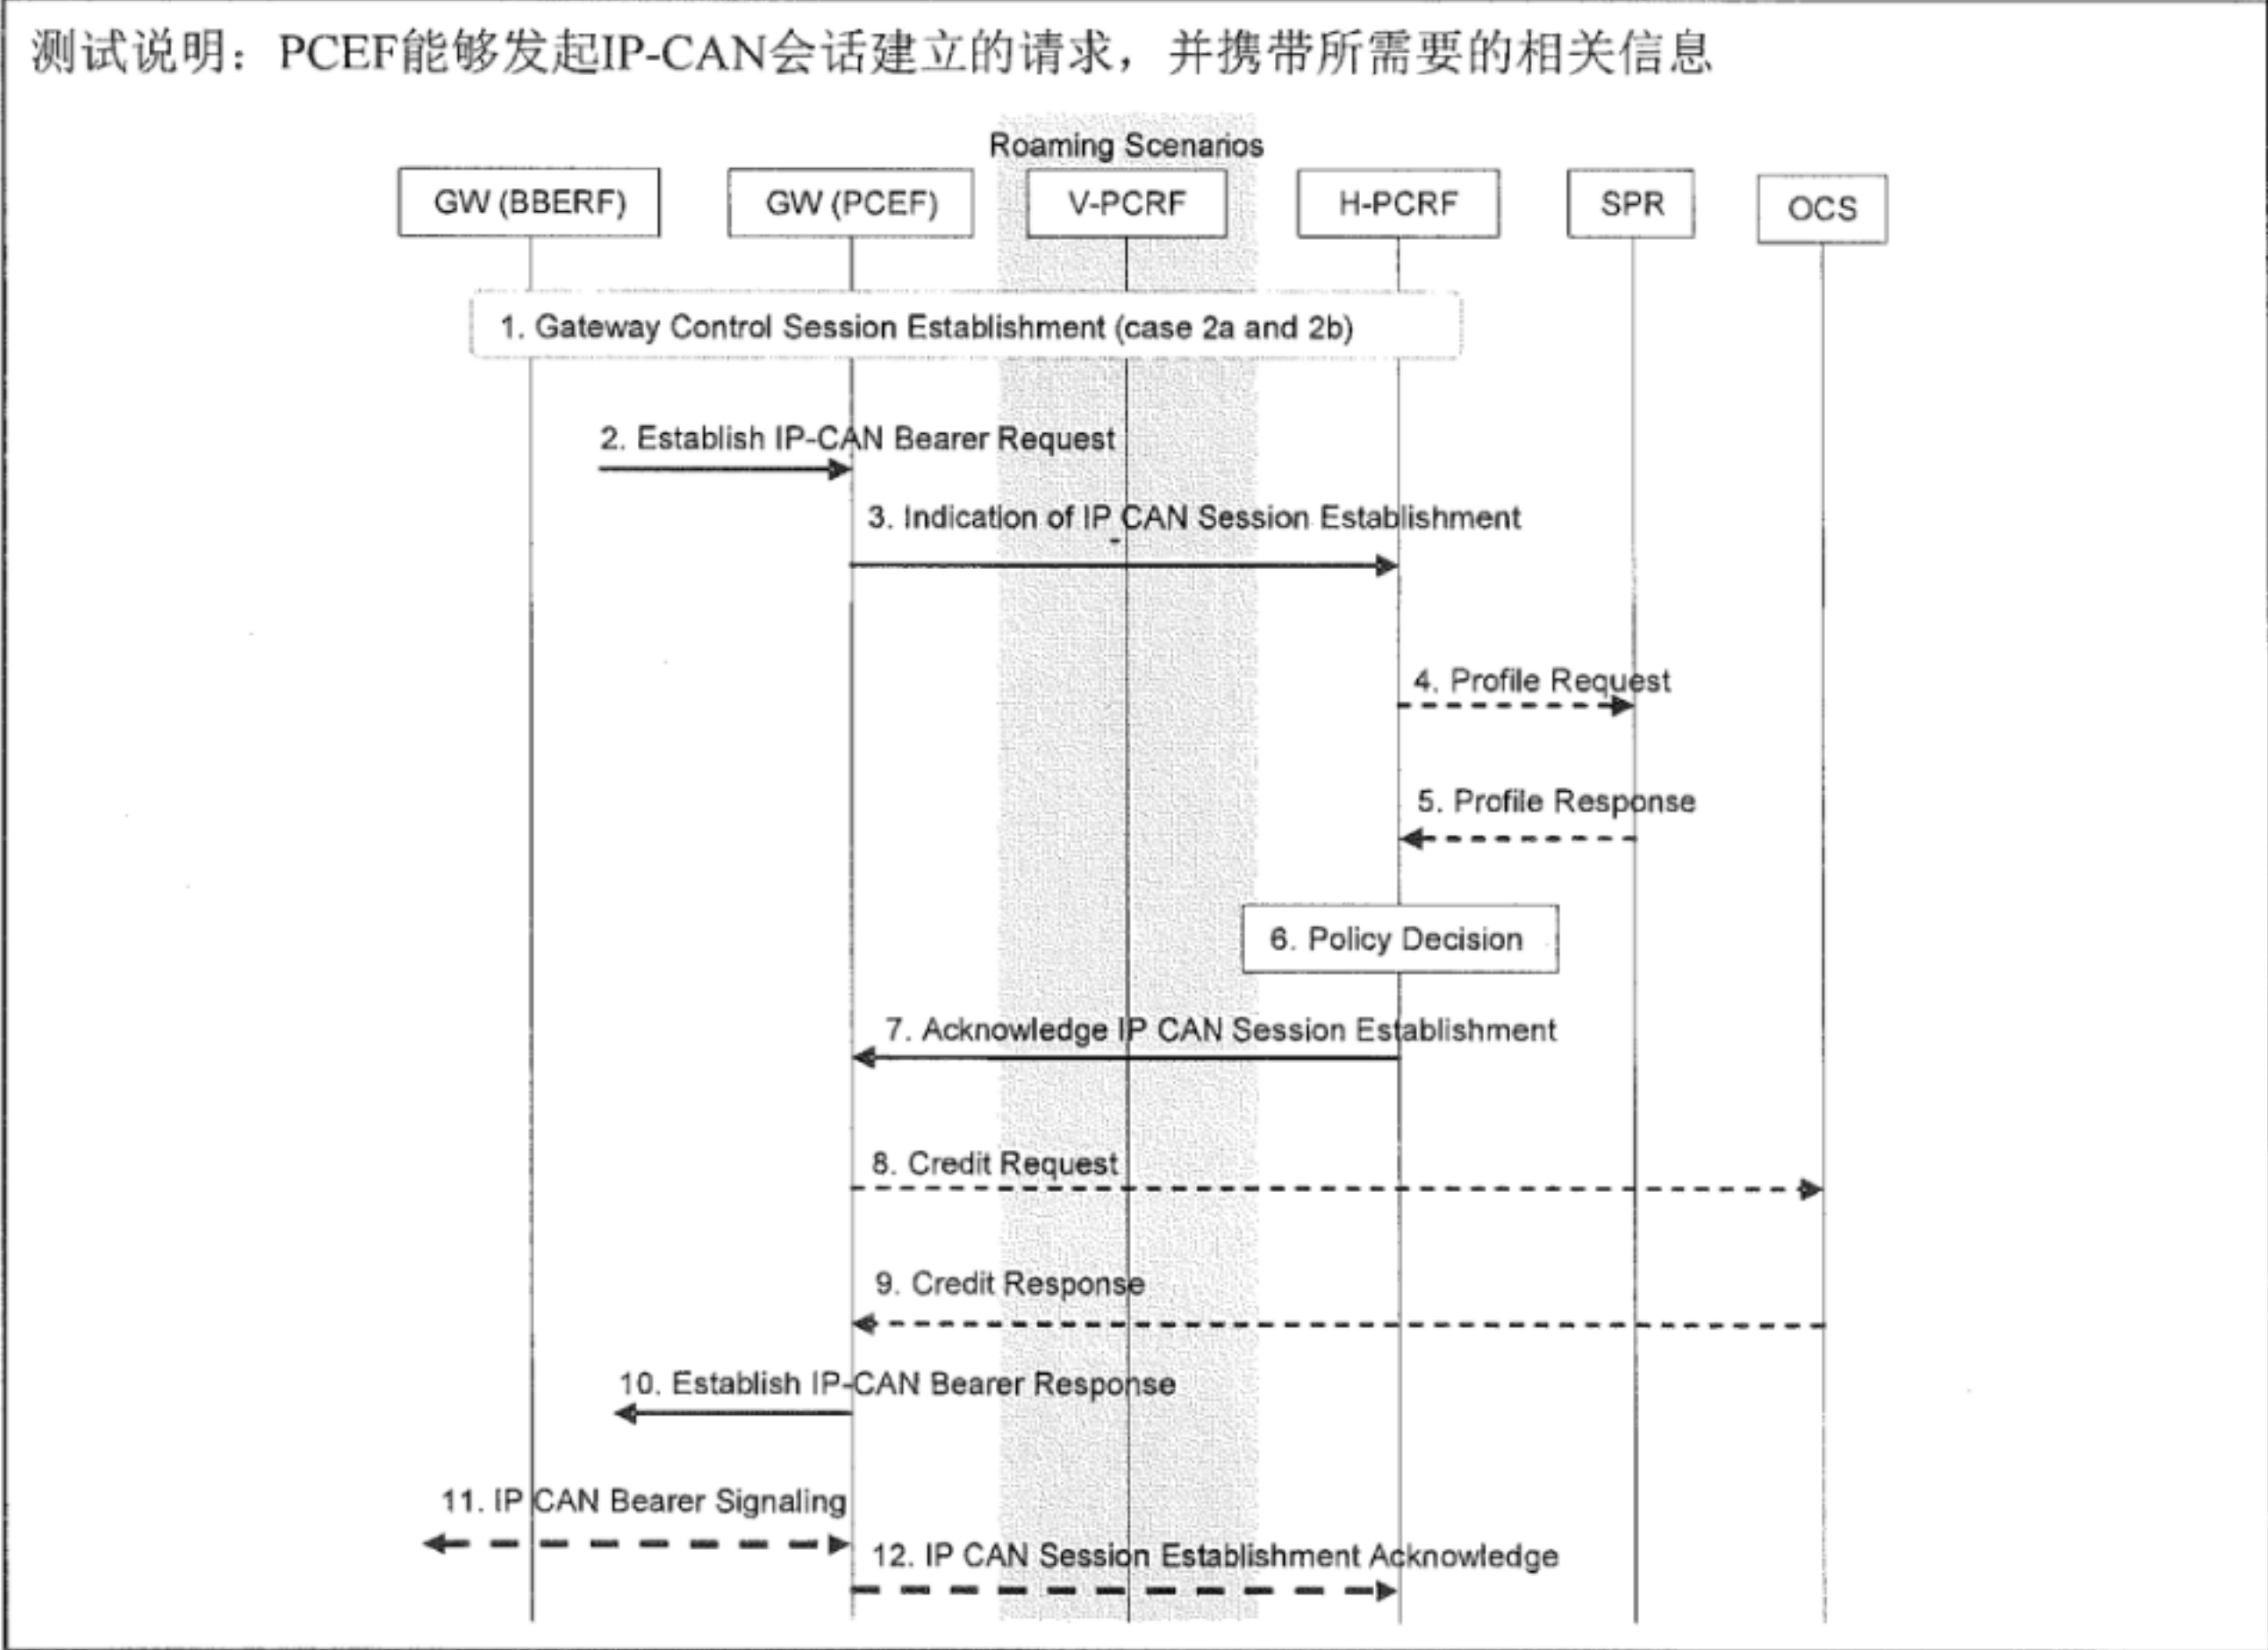 测试说明：PCEF能够发起IP-CAN会话建立的请求，并携带所需要的相关信息
Roaming Scenarios
GW (BBERF) GW (PCEF) V-PCRF H-PCRF SPR OCS
1. Gateway Control Session Establishment (case 2a and 2b)
2. Establish IP-CAN Bearer Request
3. Indication of IP CAN Session Establishment
4. Profile Request
5. Profile Response
6. Policy Decision
7. Acknowledge IP CAN Session Establishment
8. Credit Request
9. Credit Response
10. Establish IP-CAN Bearer Response
11. IP CAN Bearer Signaling
12. IP CAN Session Establishment Acknowledge